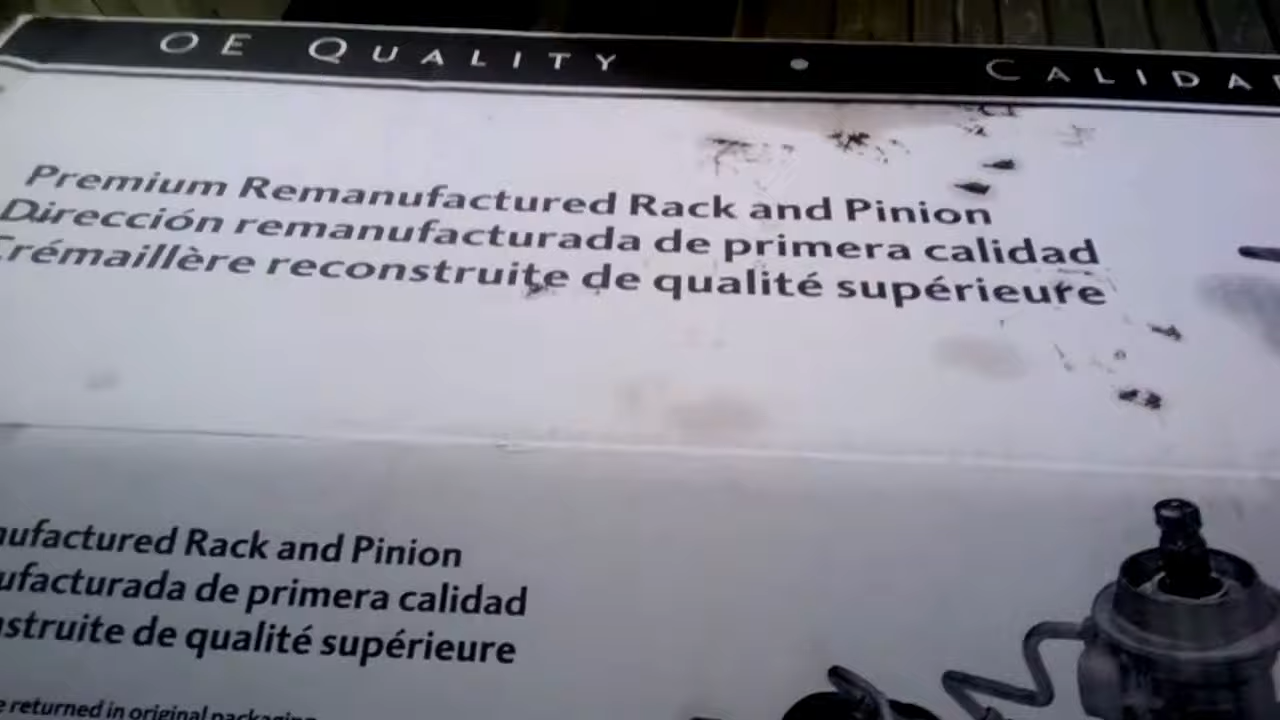 OE QUALITY • CALIDA
Premium Remanufactured Rack and Pinion
Dirección remanufacturada de primera calidad
Crémaillère reconstruite de qualité supérieure
nufactured Rack and Pinion
ufacturada de primera calidad
nstruite de qualité supérieure
e returned in original packaging